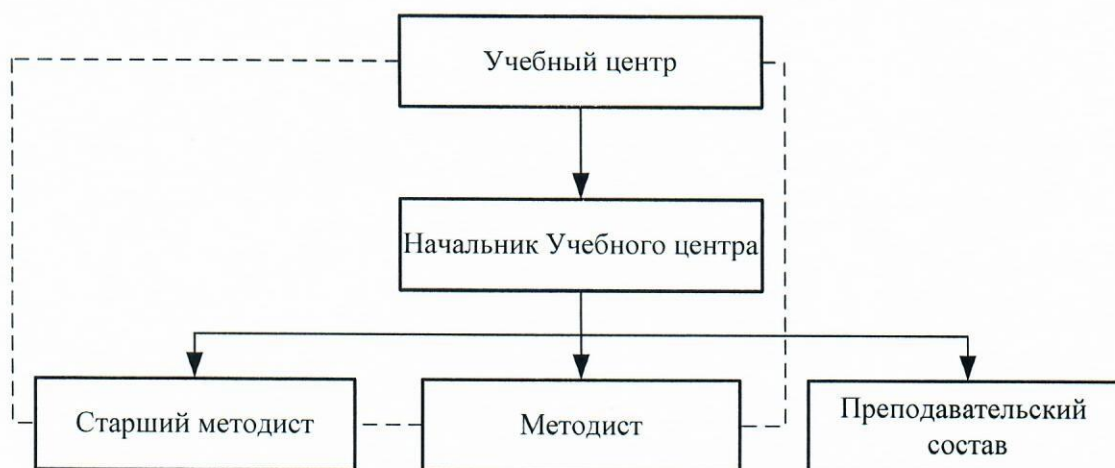 Учебный центр
Начальник Учебного центра
Старший методист
Методист
Преподавательский
состав